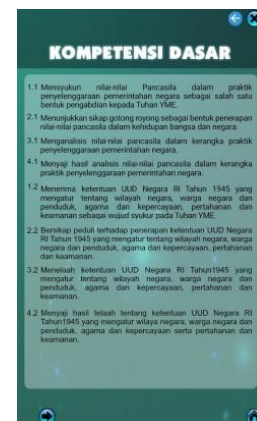 KOMPETENSI DASAR
1.1 Mensyukuri nilai-nilai Pancasila dalam praktik
penyelenggaraan pemerintahan negara sebagai salah satu
bentuk pengabdian kepada Tuhan YME.
2.1 Menunjukkan sikap gotong royong sebagai bentuk penerapan
nilai-nilai pancasila dalam kehidupan bangsa dan negara.
3.1 Menganalisis nilai-nilai pancasila dalam kerangka praktik
penyelenggaraan pemerintahan negara.
4.1 Menyaji hasil analisis nilai-nilai pancasila dalam kerangka
praktik penyelenggaraan pemerintahan negara.
1.2 Menerima ketentuan UUD Negara RI Tahun 1945 yang
mengatur tentang wilayah negara, warga negara dan
penduduk, agama dan kepercayaan, pertahanan dan
keamanan sebagai wujud syukur pada Tuhan YME.
2.2 Bersikap peduli terhadap penerapan ketentuan UUD Negara
RI Tahun 1945 yang mengatur tentang wilayah negara, warga
negara dan penduduk, agama dan kepercayaan, pertahanan
dan keamanan.
3.2 Menelaah ketentuan UUD Negara RI Tahun1945 yang
mengatur tentang wilayah negara, warga negara dan
penduduk, agama dan kepercayaan, pertahanan dan
keamanan.
4.2 Menyaji hasil telaah tentang ketentuan UUD Negara RI
Tahun1945 yang mengatur wilaya negara, warga negara dan
penduduk, agama dan kepercayaan serta pertahanan dan
keamanan.